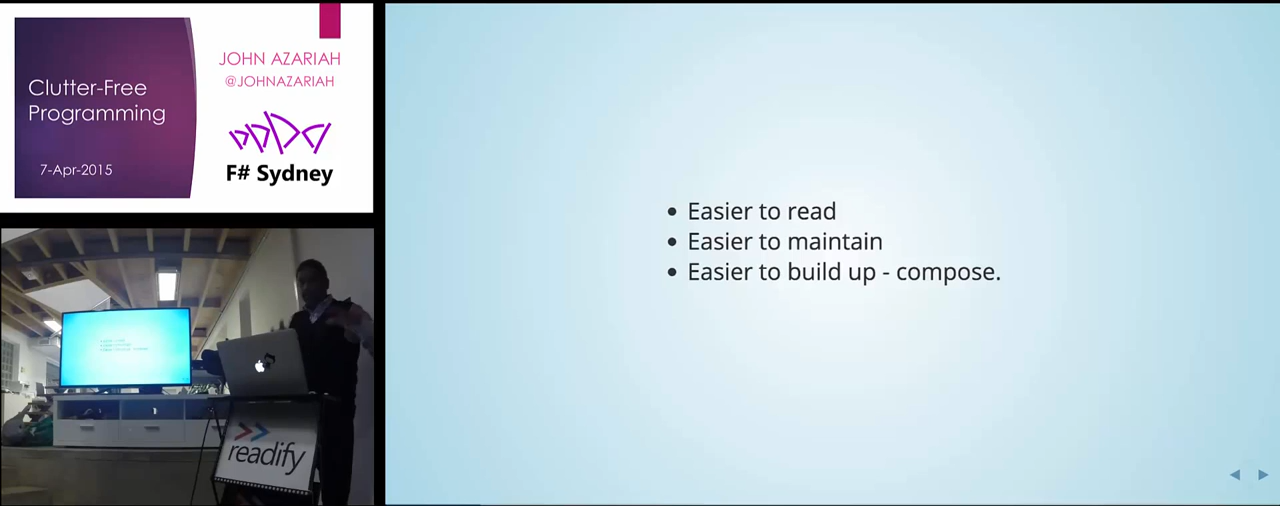 Clutter-Free
Programming
7-Apr-2015
JOHN AZARIAH
@JOHNAZARIAH
F# Sydney
readify
Easier to read
Easier to maintain
Easier to build up - compose.